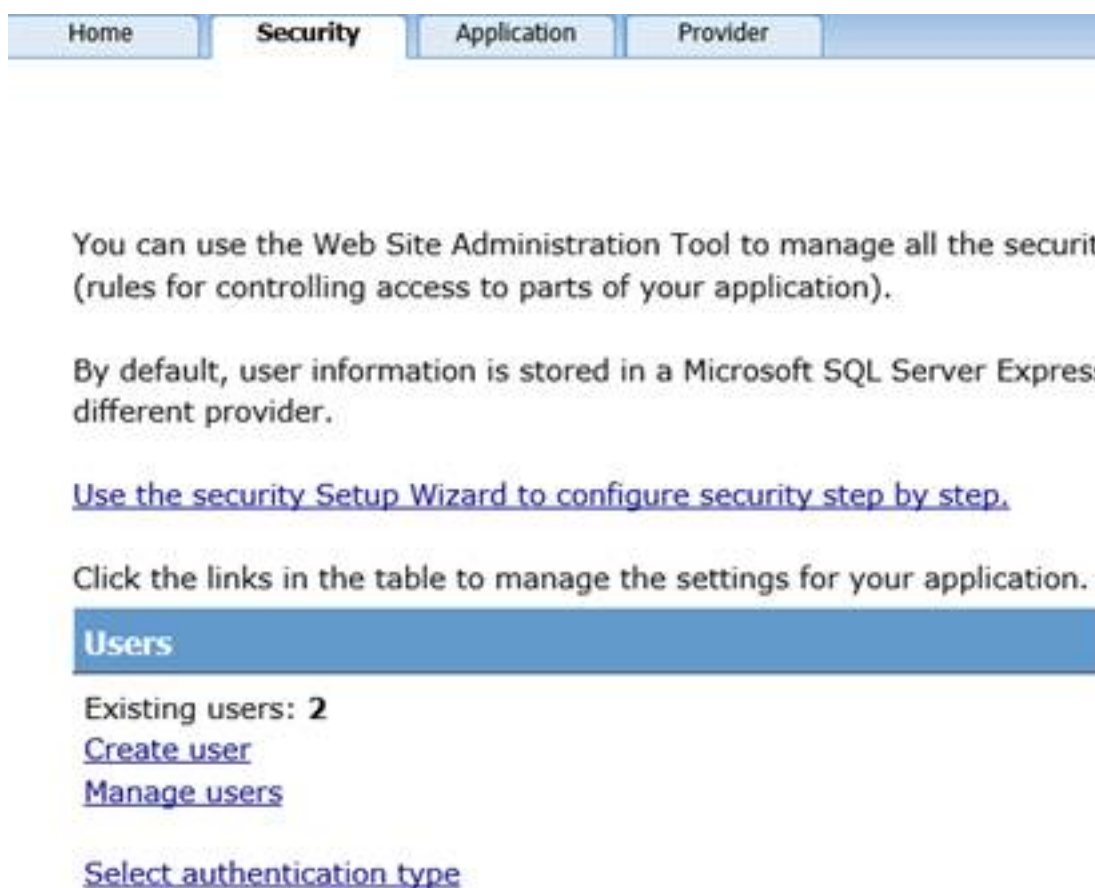 Home Security Application Provider
You can use the Web Site Administration Tool to manage all the securit
(rules for controlling access to parts of your application).
By default, user information is stored in a Microsoft SQL Server Express
different provider.
Use the security Setup Wizard to configure security step by step.
Click the links in the table to manage the settings for your application.
Users
Existing users: 2
Create user
Manage users
Select authentication type